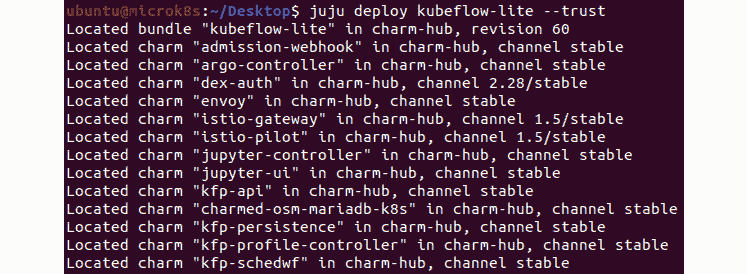 ubuntu@microk8s:~/Desktop$ juju deploy kubeflow-lite --trust
Located bundle "kubeflow-lite" in charm-hub, revision 60
Located charm "admission-webhook" in charm-hub, channel stable
Located charm "argo-controller" in charm-hub, channel stable
Located charm "dex-auth" in charm-hub, channel 2.28/stable
Located charm "envoy" in charm-hub, channel stable
Located charm "istio-gateway" in charm-hub, channel 1.5/stable
Located charm "istio-pilot" in charm-hub, channel 1.5/stable
Located charm "jupyter-controller" in charm-hub, channel stable
Located charm "jupyter-ui" in charm-hub, channel stable
Located charm "kfp-api" in charm-hub, channel stable
Located charm "charmed-osm-mariadb-k8s" in charm-hub, channel stable
Located charm "kfp-persistence" in charm-hub, channel stable
Located charm "kfp-profile-controller" in charm-hub, channel stable
Located charm "kfp-schedwf" in charm-hub, channel stable